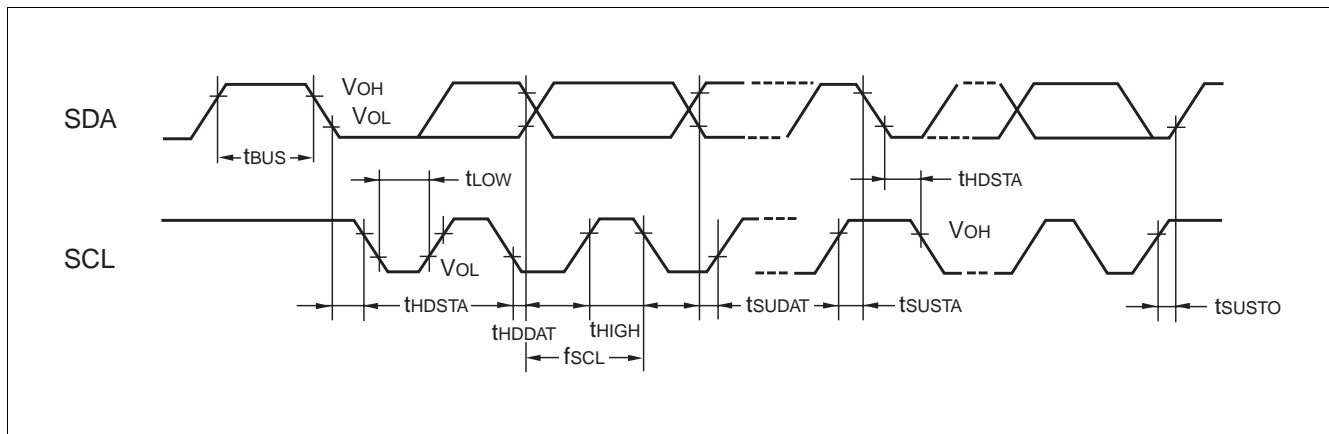 SDA
VOH
VOL
tBUS
tLOW
tHDSTA
SCL
VOL
VOH
tHDSTA
tHDDAT
tHIGH
fSCL
tSUDAT
tSUSTA
tSUSTO